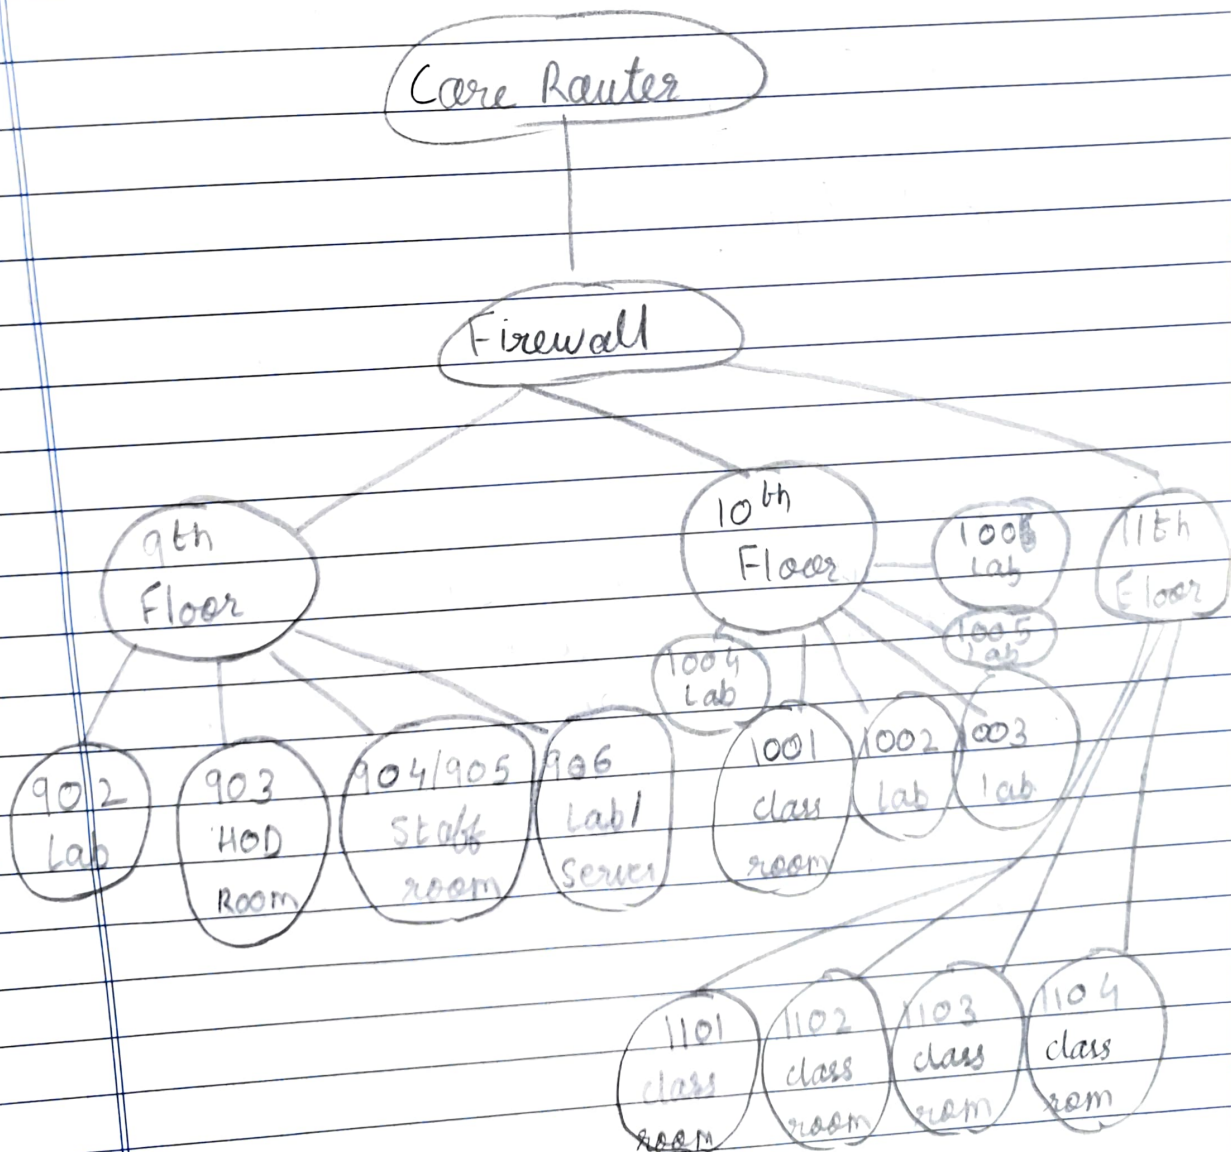 Core Router
Firewall
9th
Floor
10th
Floor
1006
Lab
11th
Floor
1005
Lab
1004
Lab
902
Lab
903
HOD
Room
904/905
Staff
room
906
Lab/
Server
1001
class
room
1002
lab
1003
lab
1101
class
room
1102
class
room
1103
class
room
1104
class
rom